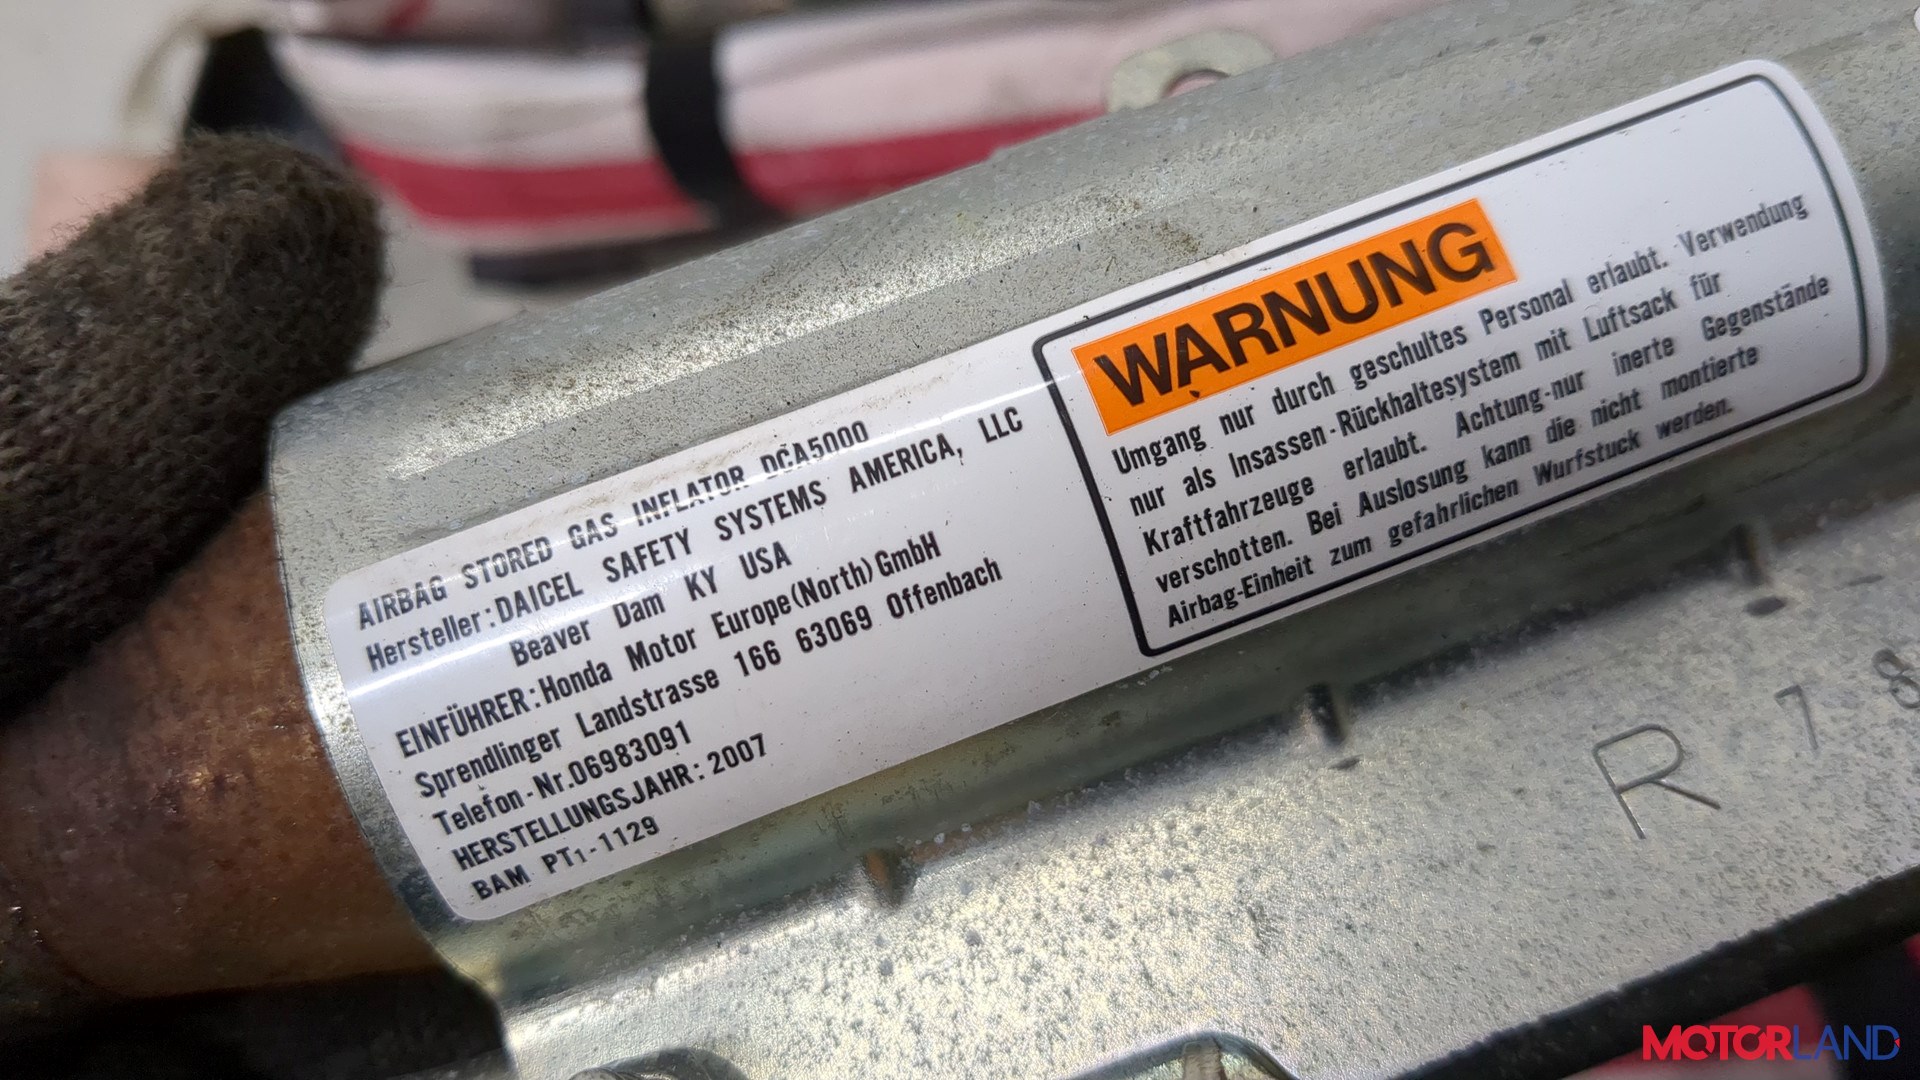 AIRBAG STORED GAS INFLATOR DCA5000
Hersteller:DAICEL SAFETY SYSTEMS AMERICA, LLC
Beaver Dam KY USA
EINFÜHRER:Honda Motor Europe(North)GmbH
Sprendlinger Landstrasse 166 63069 Offenbach
Telefon-Nr.06983091
HERSTELLUNGSJAHR:2007
BAM PT1-1129
WARNUNG
Umgang nur durch geschultes Personal erlaubt. Verwendung
nur als Insassen-Rückhaltesystem mit Luftsack für
Kraftfahrzeuge erlaubt. Achtung-nur inerte Gegenstände
verschotten. Bei Auslosung kann die nicht montierte
Airbag-Einheit zum gefahrlichen Wurfstuck werden.
R 78
MOTORLAND